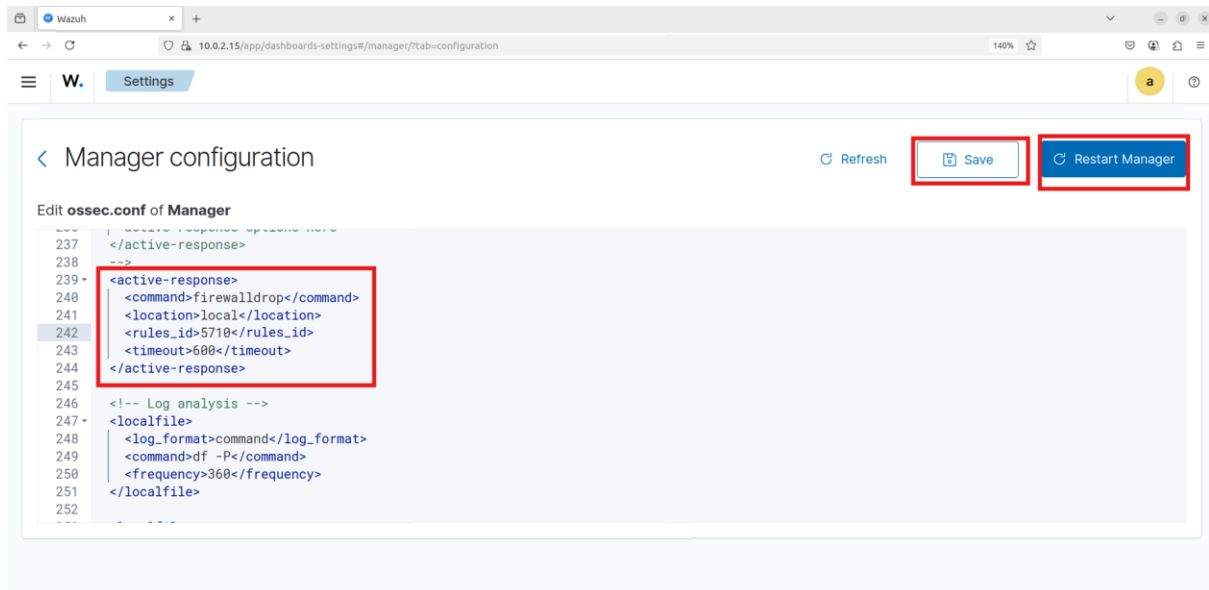 Wazuh
10.0.2.15/app/dashboards-settings#/manager/?tab=configuration
140%
W.
Settings
a
Manager configuration
Refresh
Save
Restart Manager
Edit ossec.conf of Manager
237 </active-response>
238 -->
239 <active-response>
240 <command>firewalldrop</command>
241 <location>local</location>
242 <rules_id>5710</rules_id>
243 <timeout>600</timeout>
244 </active-response>
245
246 <!-- Log analysis -->
247 <localfile>
248 <log_format>command</log_format>
249 <command>df -P</command>
250 <frequency>360</frequency>
251 </localfile>
252